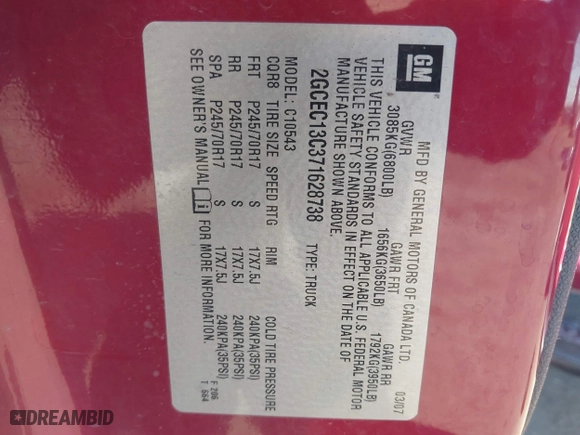 GM
MFD BY GENERAL MOTORS OF CANADA LTD.
03/07
GVWR GAWR FRT GAWR RR
3085KG(6800LB) 1656KG(3650LB) 1792KG(3950LB)
THIS VEHICLE CONFORMS TO ALL APPLICABLE U.S. FEDERAL MOTOR
VEHICLE SAFETY STANDARDS IN EFFECT ON THE DATE OF
MANUFACTURE SHOWN ABOVE.
2GCEC13C371628738 TYPE: TRUCK
MODEL: C10543
CQR8 TIRE SIZE SPEED RTG RIM COLD TIRE PRESSURE
FRT P245/70R17 S 17X7.5J 240KPA(35PSI)
RR P245/70R17 S 17X7.5J 240KPA(35PSI)
SPA P245/70R17 S 17X7.5J 240KPA(35PSI)
SEE OWNER'S MANUAL i FOR MORE INFORMATION.
F 206
T 664
DREAMBID